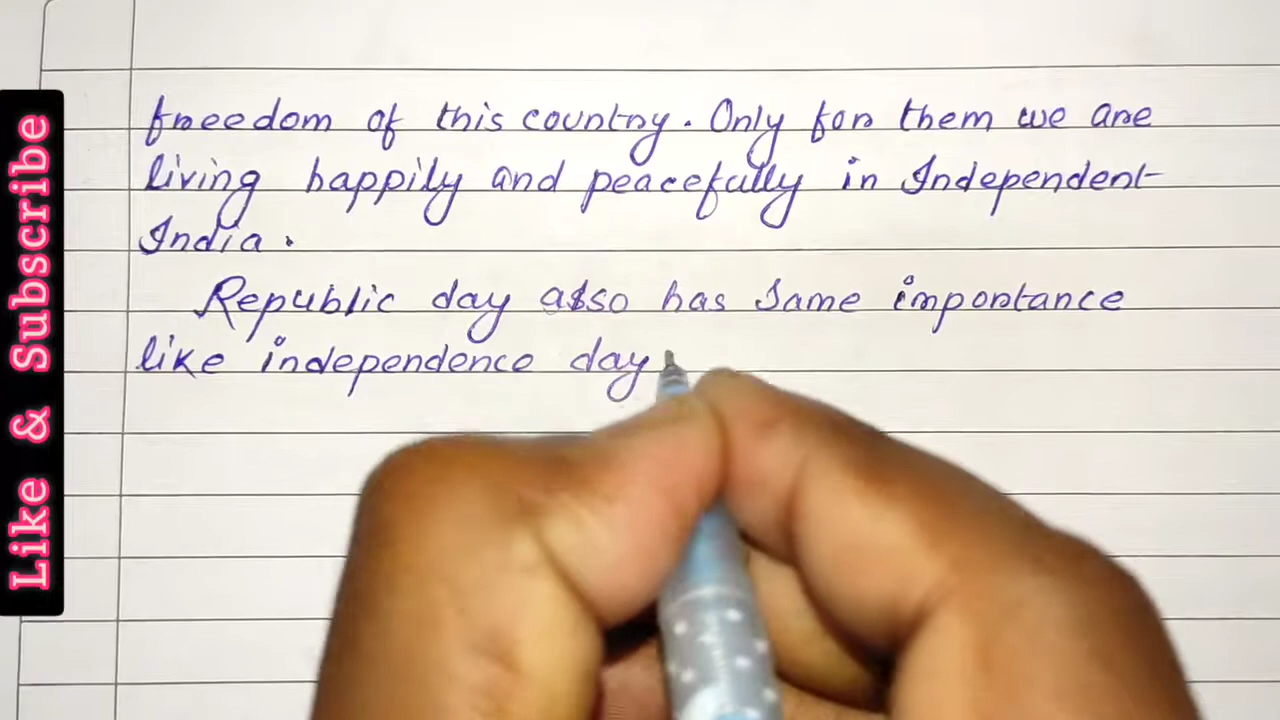 freedom of this country. Only for them we are
living happily and peacefully in Independent
India.
Republic day also has same importance
like independence day
Like & Subscribe